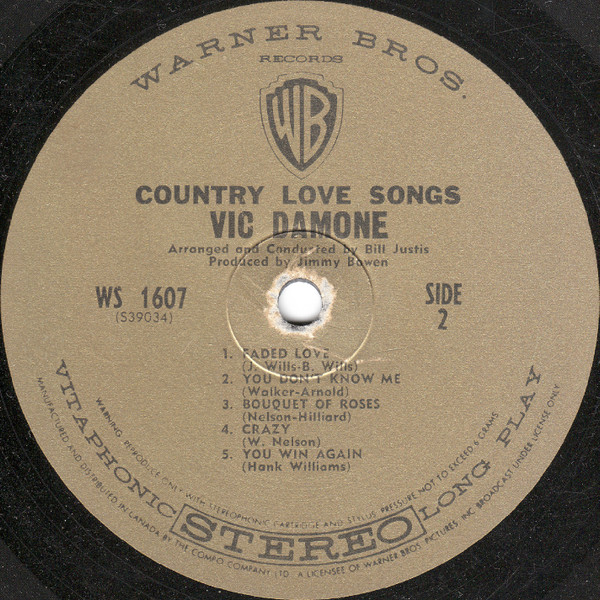 WARNER BROS.
RECORDS
WB
COUNTRY LOVE SONGS
VIC DAMONE
Arranged and Conducted by Bill Justis
Produced by Jimmy Bowen
WS 1607
(S39034)
SIDE
2
1. FADED LOVE
(J. Wills-B. Wills)
2. YOU DON'T KNOW ME
(Walker-Arnold)
3. BOUQUET OF ROSES
(Nelson-Hilliard)
4. CRAZY
(W. Nelson)
5. YOU WIN AGAIN
(Hank Williams)
VITAPHONIC STEREO LONG PLAY
WARNING: REPRODUCE ONLY WITH STEREOPHONIC CARTRIDGE AND STYLUS PRESSURE NOT TO EXCEED 6 GRAMS
MANUFACTURED AND DISTRIBUTED IN CANADA BY THE COMPO COMPANY LTD. A LICENSEE OF WARNER BROS. PICTURES, INC. BROADCAST UNDER LICENSE ONLY